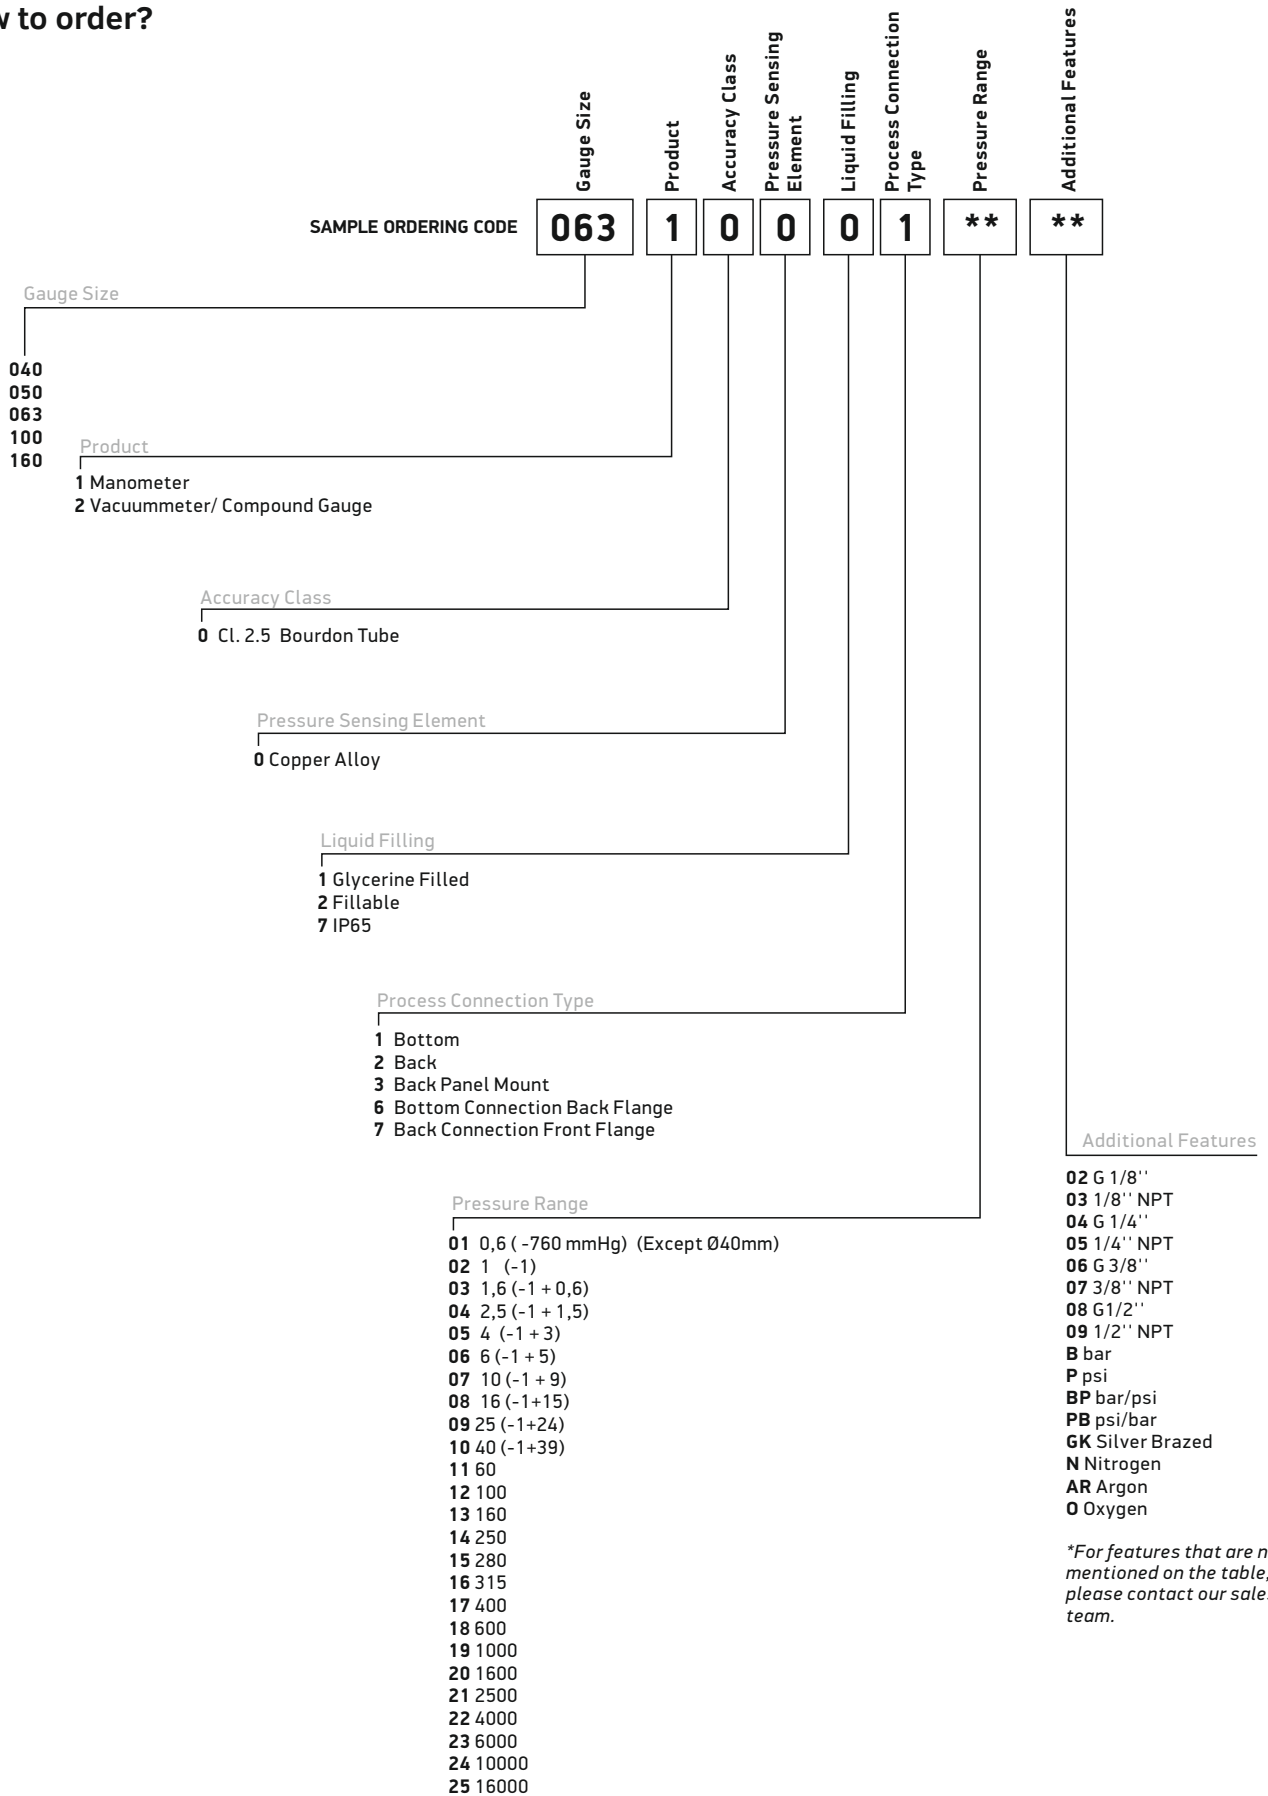 to order?
Gauge Size
Product
Accuracy Class
Pressure Sensing
Element
Liquid Filling
Process Connection
Type
Pressure Range
Additional Features
SAMPLE ORDERING CODE 063 1 0 0 0 1 ** **
Gauge Size
040
050
063
100
160
Product
1 Manometer
2 Vacuummeter/ Compound Gauge
Accuracy Class
0 Cl. 2.5 Bourdon Tube
Pressure Sensing Element
0 Copper Alloy
Liquid Filling
1 Glycerine Filled
2 Fillable
7 IP65
Process Connection Type
1 Bottom
2 Back
3 Back Panel Mount
6 Bottom Connection Back Flange
7 Back Connection Front Flange
Pressure Range
01 0,6 ( -760 mmHg) (Except Ø40mm)
02 1 (-1)
03 1,6 (-1 + 0,6)
04 2,5 (-1 + 1,5)
05 4 (-1 + 3)
06 6 (-1 + 5)
07 10 (-1 + 9)
08 16 (-1+15)
09 25 (-1+24)
10 40 (-1+39)
11 60
12 100
13 160
14 250
15 280
16 315
17 400
18 600
19 1000
20 1600
21 2500
22 4000
23 6000
24 10000
25 16000
Additional Features
02 G 1/8''
03 1/8'' NPT
04 G 1/4''
05 1/4'' NPT
06 G 3/8''
07 3/8'' NPT
08 G1/2''
09 1/2'' NPT
B bar
P psi
BP bar/psi
PB psi/bar
GK Silver Brazed
N Nitrogen
AR Argon
O Oxygen
*For features that are
mentioned on the table,
please contact our
team.